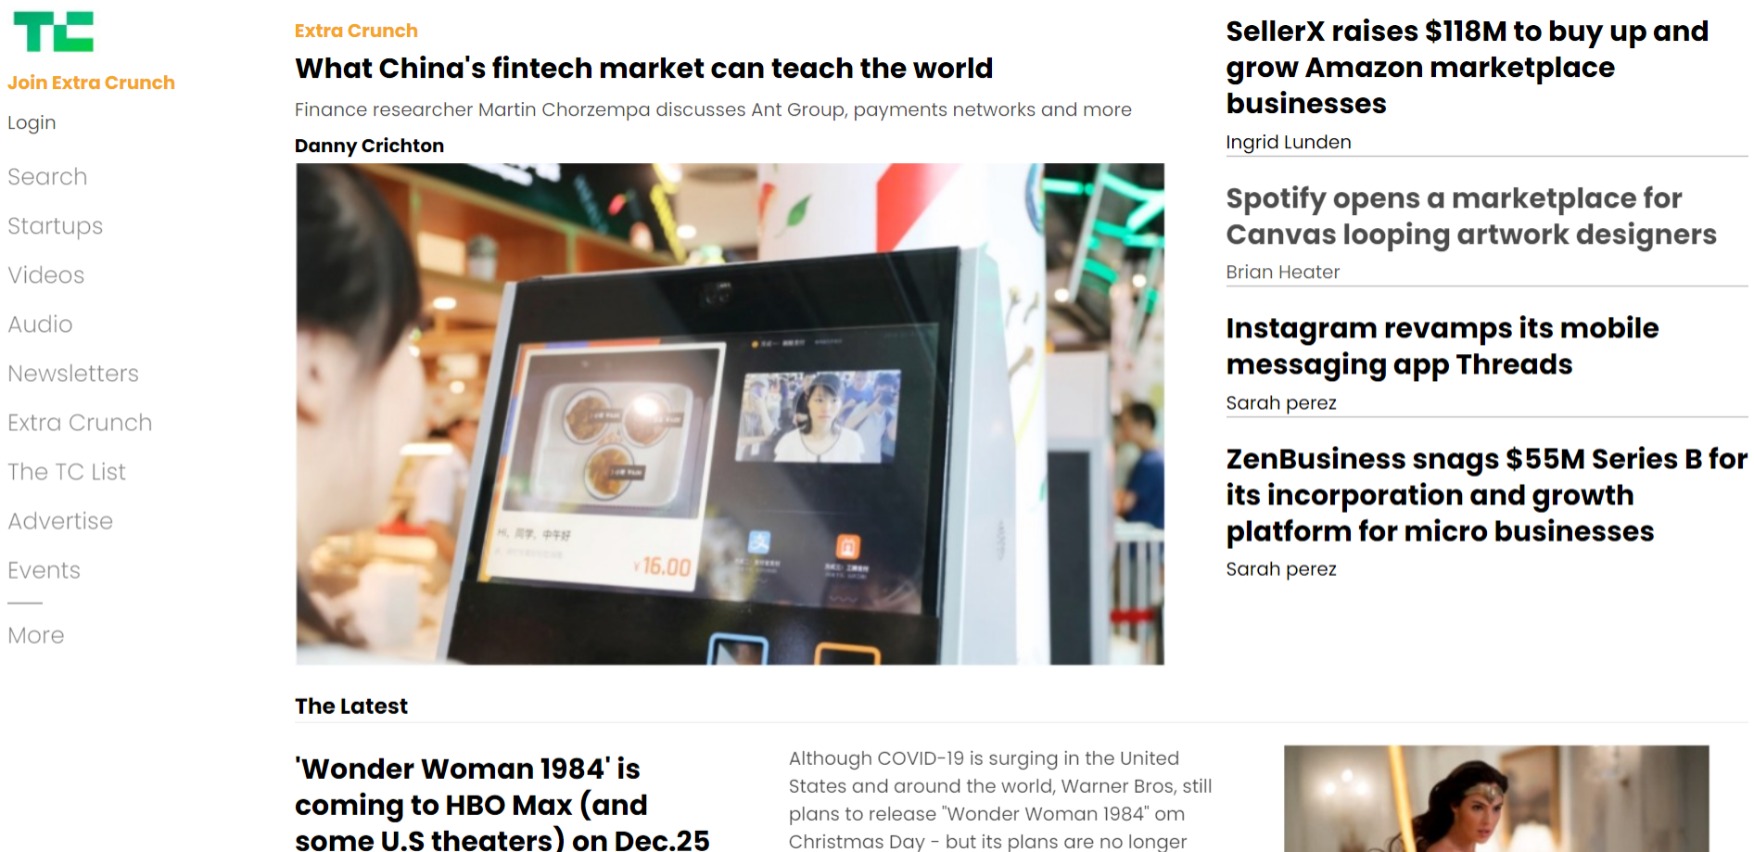 TC
Join Extra Crunch
Login
Search
Startups
Videos
Audio
Newsletters
Extra Crunch
The TC List
Advertise
Events
More
Extra Crunch
What China's fintech market can teach the world
Finance researcher Martin Chorzempa discusses Ant Group, payments networks and more
Danny Crichton
Hi, 同学, 中午好
¥16.00
SellerX raises $118M to buy up and
grow Amazon marketplace
businesses
Ingrid Lunden
Spotify opens a marketplace for
Canvas looping artwork designers
Brian Heater
Instagram revamps its mobile
messaging app Threads
Sarah perez
ZenBusiness snags $55M Series B for
its incorporation and growth
platform for micro businesses
Sarah perez
The Latest
'Wonder Woman 1984' is
coming to HBO Max (and
some U.S theaters) on Dec.25
Although COVID-19 is surging in the United
States and around the world, Warner Bros, still
plans to release "Wonder Woman 1984" om
Christmas Day - but its plans are no longer